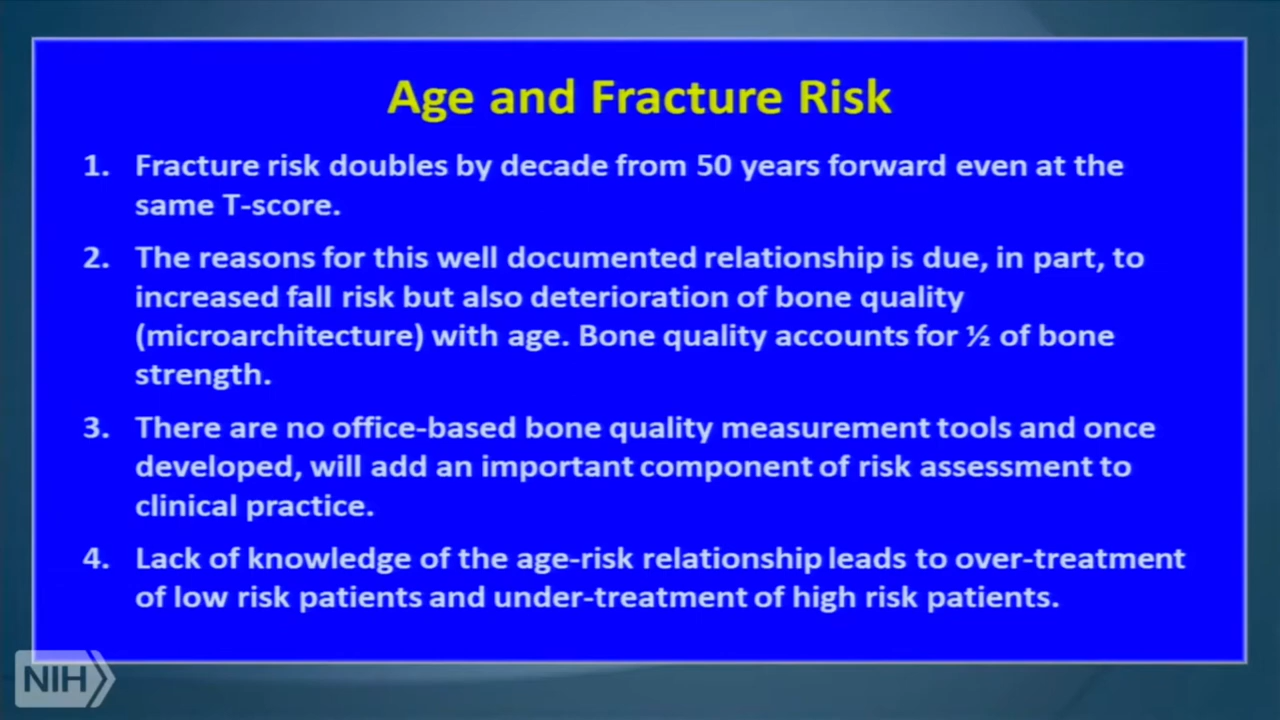 Age and Fracture Risk
1. Fracture risk doubles by decade from 50 years forward even at the
same T-score.
2. The reasons for this well documented relationship is due, in part, to
increased fall risk but also deterioration of bone quality
(microarchitecture) with age. Bone quality accounts for ½ of bone
strength.
3. There are no office-based bone quality measurement tools and once
developed, will add an important component of risk assessment to
clinical practice.
4. Lack of knowledge of the age-risk relationship leads to over-treatment
of low risk patients and under-treatment of high risk patients.
NIH